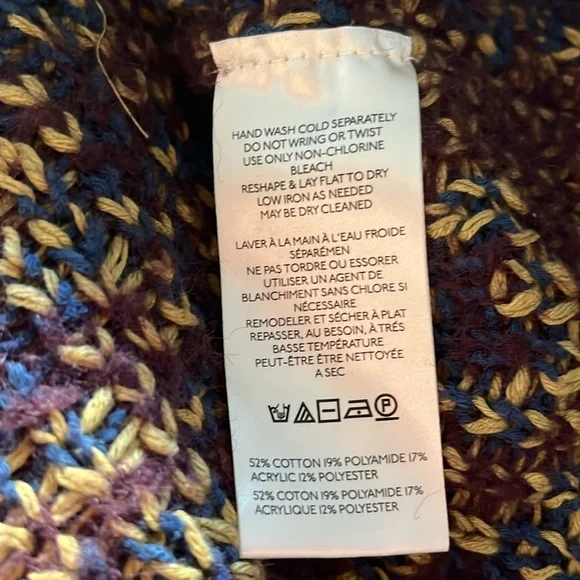 HAND WASH COLD SEPARATELY
DO NOT WRING OR TWIST
USE ONLY NON-CHLORINE
BLEACH
RESHAPE & LAY FLAT TO DRY
LOW IRON AS NEEDED
MAY BE DRY CLEANED
LAVER À LA MAIN À L'EAU FROIDE
SÉPARÉMEN
NE PAS TORDE OU ESSORER
UTILISER UN AGENT DE
BLANCHIMENT SANS CHLORE SI
NÉCESSAIRE
REMODELER ET SÉCHER À PLAT
REPASSER, AU BESOIN, À TRÉS
BASSE TEMPÉRATURE
PEUT-ÊTRE ÊTRE NETTOYÉE
A SEC
P
52% COTTON 19% POLYAMIDE 17%
ACRYLIC 12% POLYESTER
52% COTON 19% POLYAMIDE 17%
ACRYLIQUE 12% POLYESTER